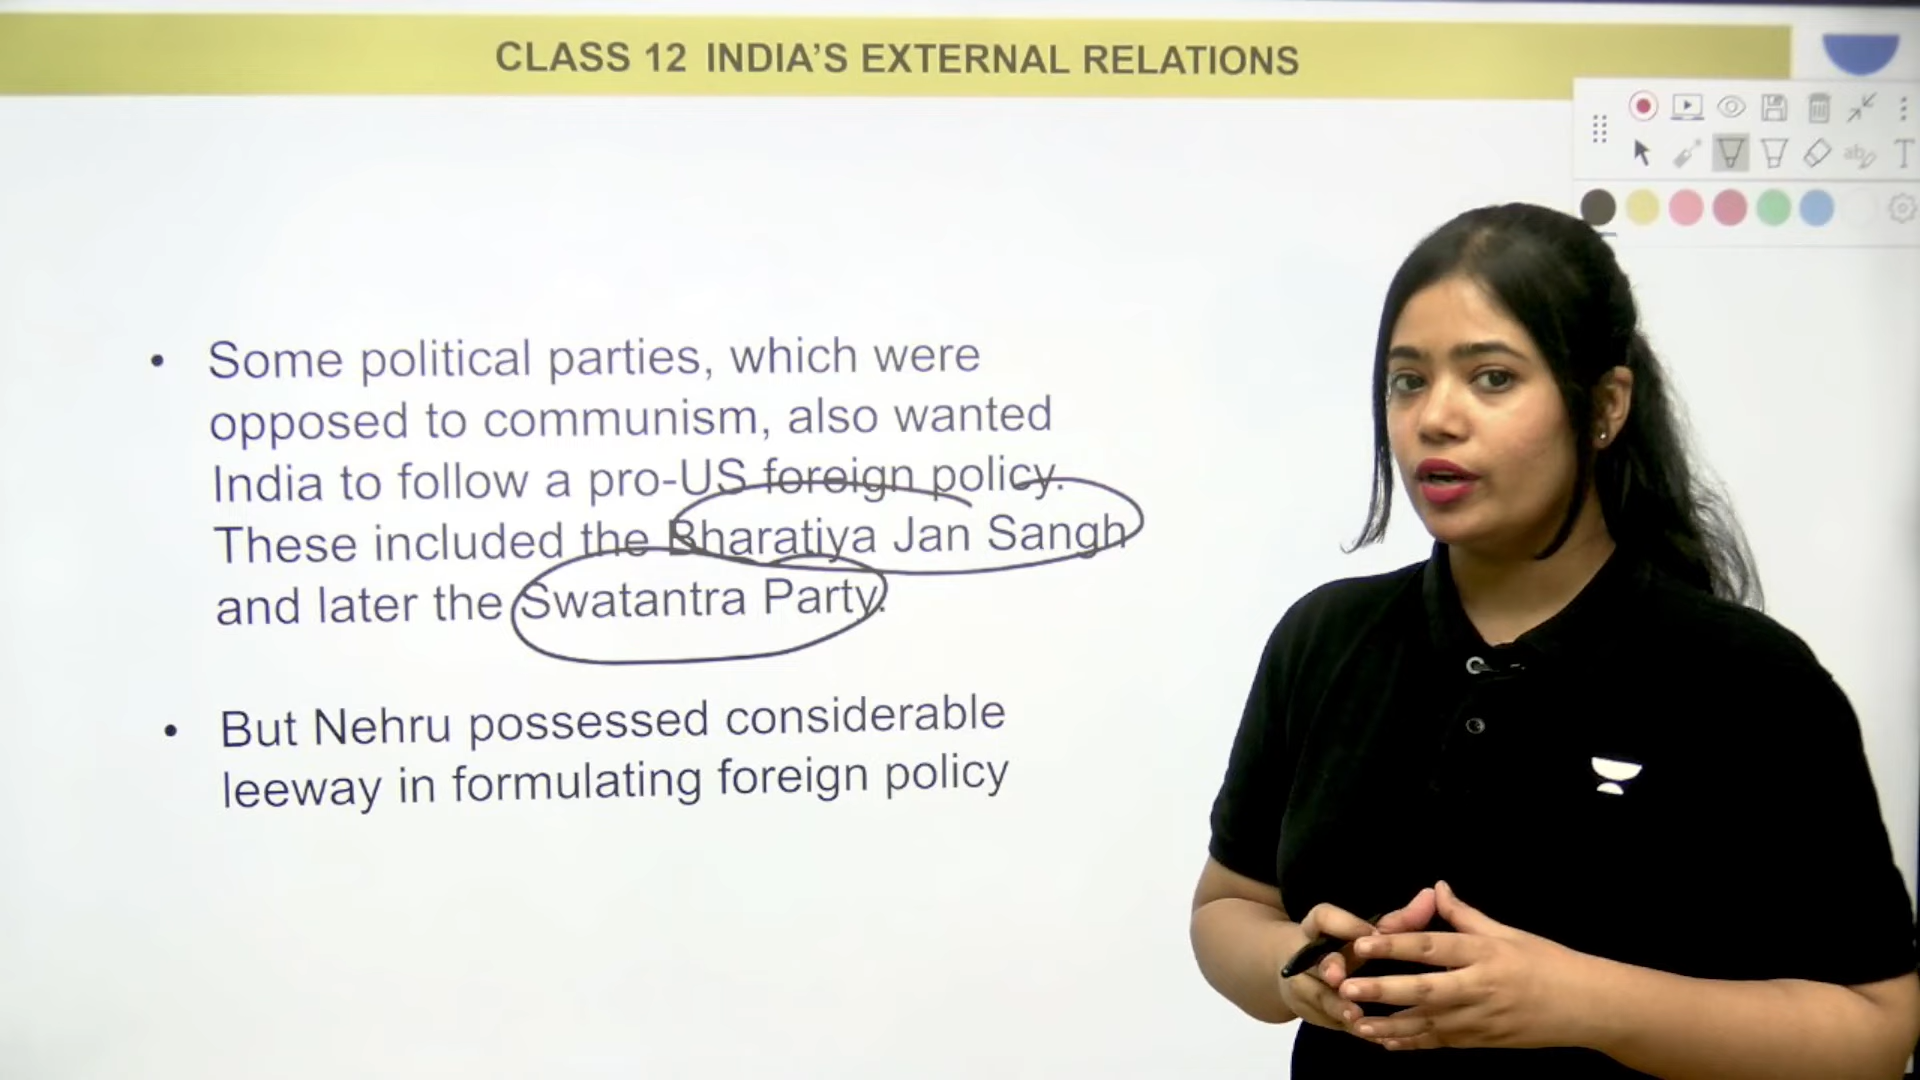 CLASS 12 INDIA'S EXTERNAL RELATIONS
• Some political parties, which were
opposed to communism, also wanted
India to follow a pro-US foreign policy.
These included the Bharatiya Jan Sangh
and later the Swatantra Party.
• But Nehru possessed considerable
leeway in formulating foreign policy
ab
T